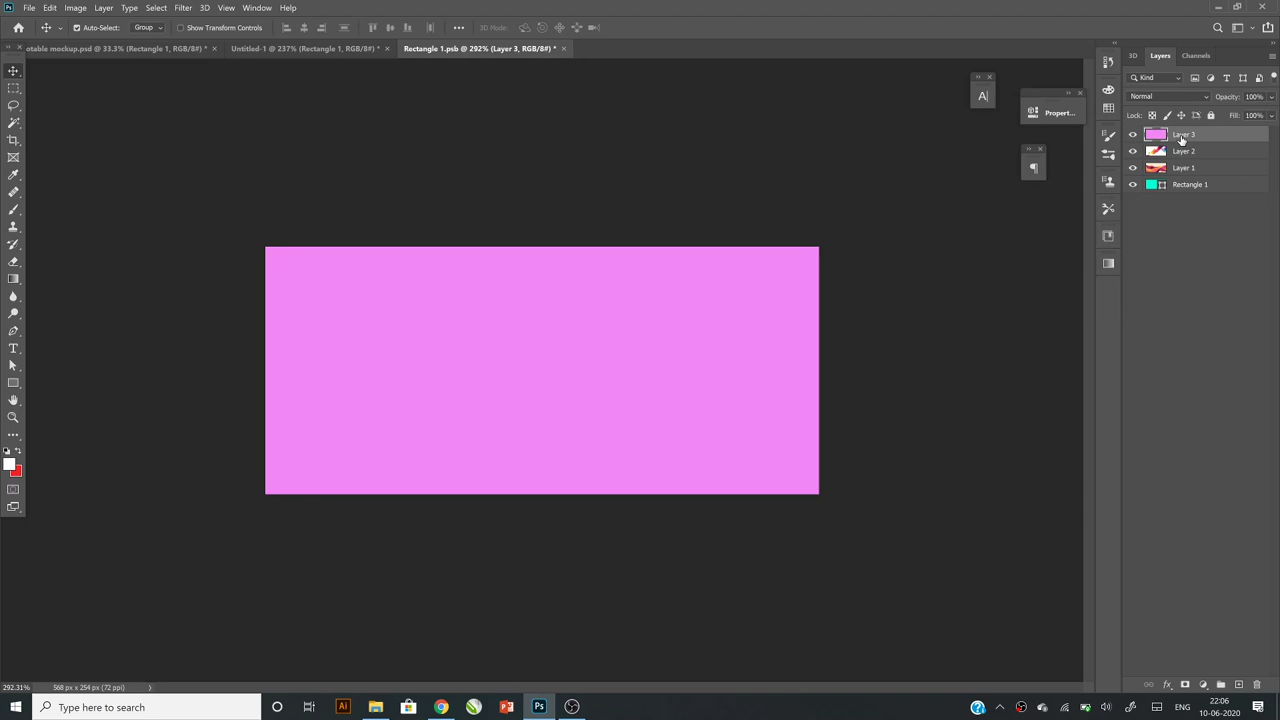 Ps File Edit Image Layer Type Select Filter 3D View Window Help
Auto-Select: Group Show Transform Controls 3D Mode:
otable mockup.psd @ 33.3% (Rectangle 1, RGB/8#) * × Untitled-1 @ 237% (Rectangle 1, RGB/8#) * × Rectangle 1.psb @ 292% (Layer 3, RGB/8#) * ×
3D Layers Channels
Kind
Normal Opacity: 100%
Lock: Fill: 100%
A|
Propert...
¶
Layer 3
Layer 2
Layer 1
Rectangle 1
T
292.31% 568 px x 254 px (72 ppi)
Type here to search
Ai
Ps
ENG
22:06
10-06-2020